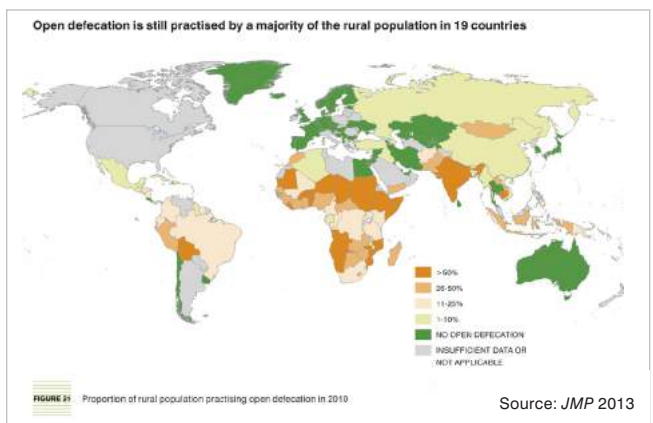 Open defecation is still practised by a majority of the rural population in 19 countries
>50%
26-50%
11-25%
1-10%
NO OPEN DEFECATION
INSUFFICIENT DATA OR
NOT APPLICABLE
FIGURE 21 Proportion of rural population practising open defecation in 2010
Source: JMP 2013